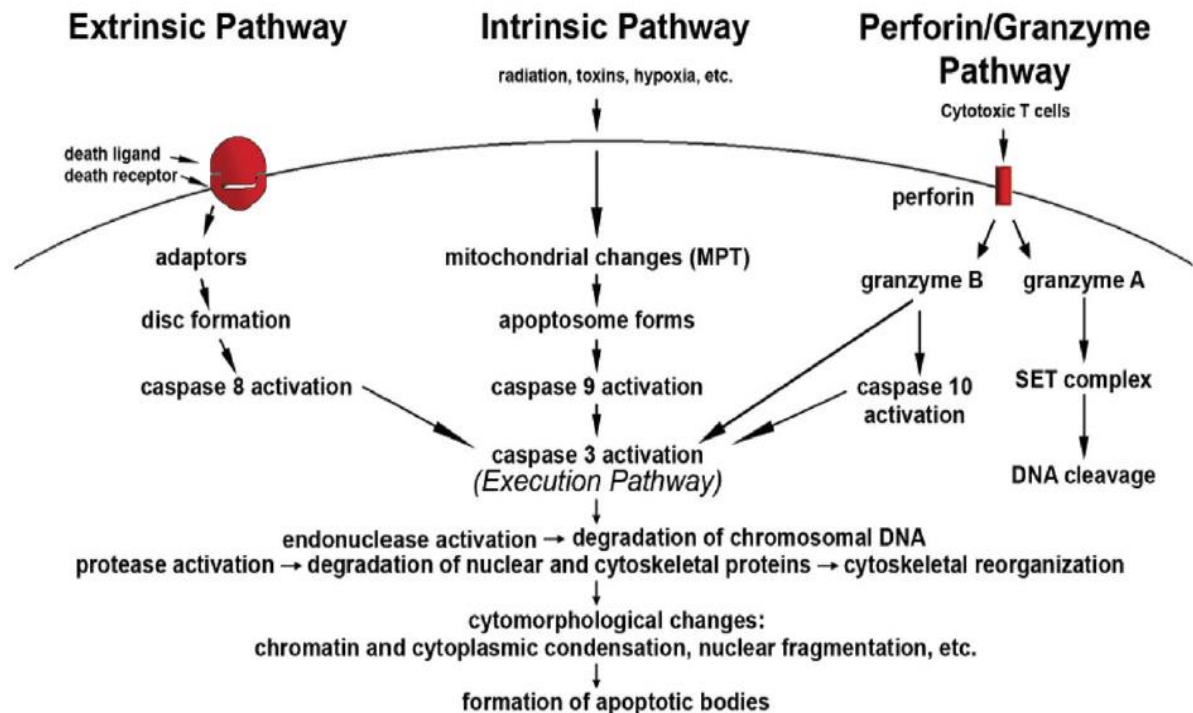 Extrinsic Pathway
Intrinsic Pathway
Perforin/Granzyme
Pathway
radiation, toxins, hypoxia, etc.
Cytotoxic T cells
death ligand
death receptor
perforin
adaptors
mitochondrial changes (MPT)
granzyme B
granzyme A
disc formation
apoptosome forms
caspase 8 activation
caspase 9 activation
caspase 10
activation
SET complex
caspase 3 activation
(Execution Pathway)
DNA cleavage
endonuclease activation → degradation of chromosomal DNA
protease activation → degradation of nuclear and cytoskeletal proteins → cytoskeletal reorganization
cytomorphological changes:
chromatin and cytoplasmic condensation, nuclear fragmentation, etc.
formation of apoptotic bodies